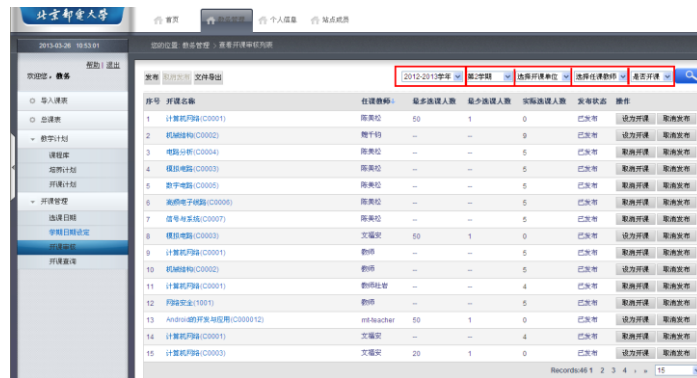 北京邮电大学
首页 教务管理 个人信息 站点成员
2013-03-26 10:53:01
您的位置: 教务管理 > 查看开课审核列表
帮助 | 退出
欢迎您，教务
发布 取消发布 文件导出
2012-2013学年 第2学期 选择开课单位 选择任课教师 是否开课
导入课表
总课表
教学计划
课程库
培养计划
开课计划
开课管理
选课日期
学期日期设定
开课审核
开课查询
序号 开课名称 任课教师 最多选课人数 最少选课人数 实际选课人数 发布状态 操作
1 计算机网络(C0001) 陈美松 50 1 0 已发布 设为开课 取消发布
2 机械结构(C0002) 魏千钧 -- -- 9 已发布 设为开课 取消发布
3 电路分析(C0004) 陈美松 -- -- 5 已发布 取消开课 取消发布
4 模拟电路(C0003) 陈美松 -- -- 5 已发布 取消开课 取消发布
5 数字电路(C0005) 陈美松 -- -- 5 已发布 取消开课 取消发布
6 高频电子线路(C0006) 陈美松 -- -- 5 已发布 取消开课 取消发布
7 信号与系统(C0007) 陈美松 -- -- 5 已发布 取消开课 取消发布
8 模拟电路(C0003) 文福安 50 1 0 已发布 设为开课 取消发布
9 计算机网络(C0001) 教师 -- -- 5 已发布 取消开课 取消发布
10 机械结构(C0002) 教师 -- -- 5 已发布 设为开课 取消发布
11 计算机网络(C0001) -- -- 4 已发布 取消开课 取消发布
12 网络安全(1001) 教师 -- -- 5 已发布 取消开课 取消发布
13 Android的开发与应用(C000012) mt-teacher 50 1 0 已发布 设为开课 取消发布
14 计算机网络(C0001) 文福安 -- -- 4 已发布 取消开课 取消发布
15 计算机网络(C0003) 文福安 20 1 0 已发布 设为开课 取消发布
Records:46 1 2 3 4 › » 15